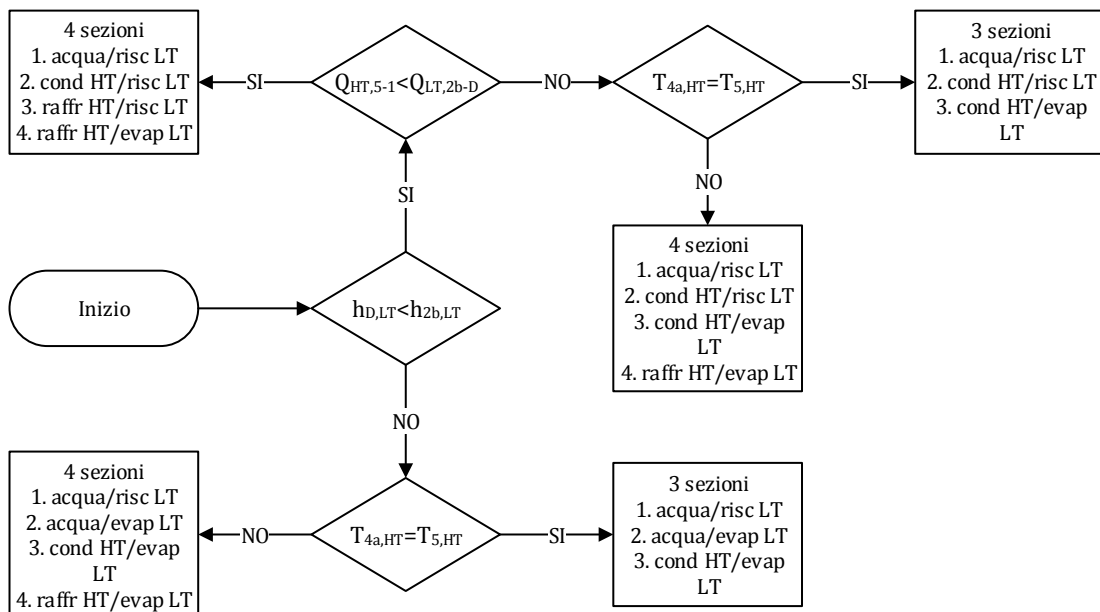 4 sezioni
1. acqua/risc LT
2. cond HT/risc LT
3. raffr HT/risc LT
4. raffr HT/evap LT
SI
Q_HT,5-1<Q_LT,2b-D
NO
T_4a,HT=T_5,HT
SI
3 sezioni
1. acqua/risc LT
2. cond HT/risc LT
3. cond HT/evap
LT
SI
NO
4 sezioni
1. acqua/risc LT
2. cond HT/risc LT
3. cond HT/evap
LT
4. raffr HT/evap LT
Inizio
h_D,LT<h_2b,LT
NO
4 sezioni
1. acqua/risc LT
2. acqua/evap LT
3. cond HT/evap
LT
4. raffr HT/evap LT
NO
T_4a,HT=T_5,HT
SI
3 sezioni
1. acqua/risc LT
2. acqua/evap LT
3. cond HT/evap
LT